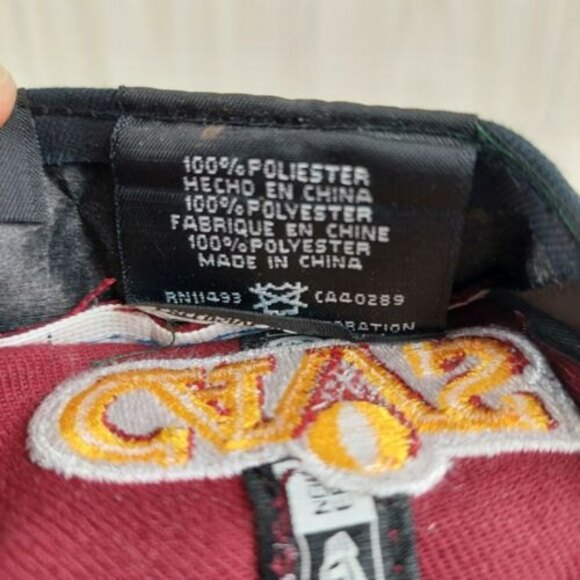 100% POLIESTER
HECHO EN CHINA
100% POLYESTER
FABRIQUE EN CHINE
100% POLYESTER
MADE IN CHINA
RN11493 CA40289
CAVS